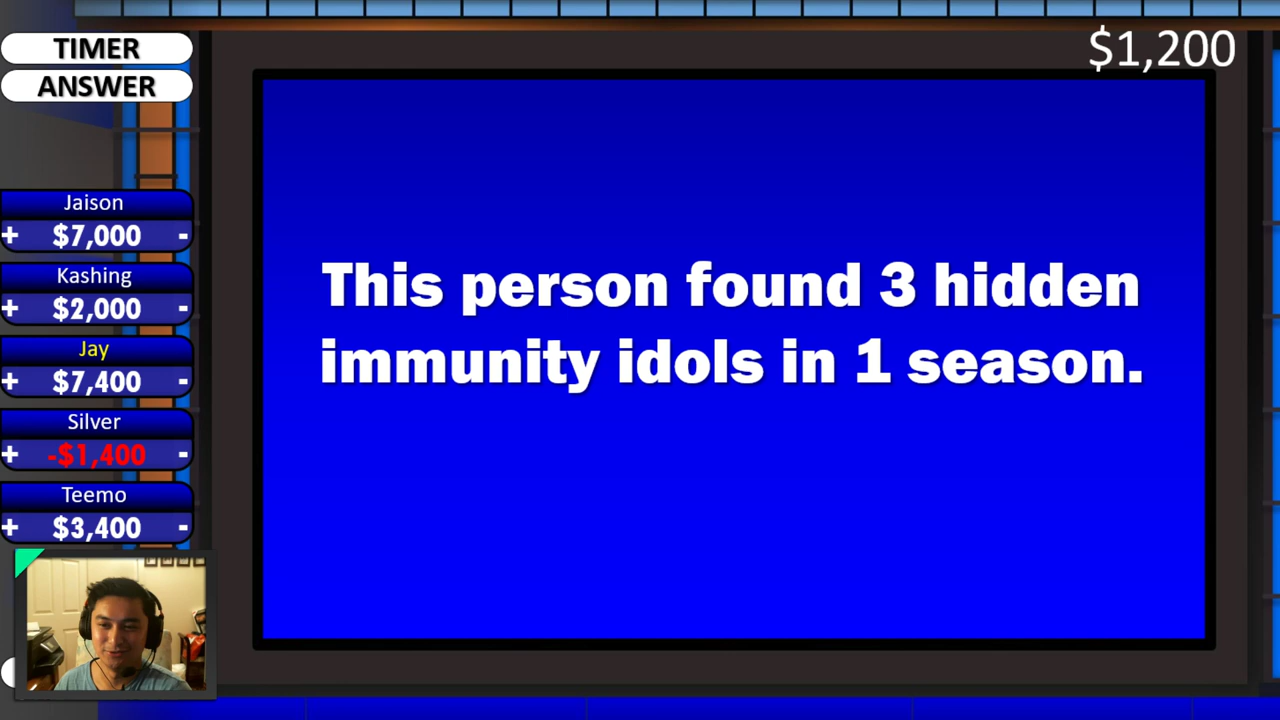 $1,200
TIMER
ANSWER
Jaison
+ $7,000 -
Kashing
+ $2,000 -
Jay
+ $7,400 -
Silver
+ -$1,400 -
Teemo
+ $3,400 -
This person found 3 hidden
immunity idols in 1 season.